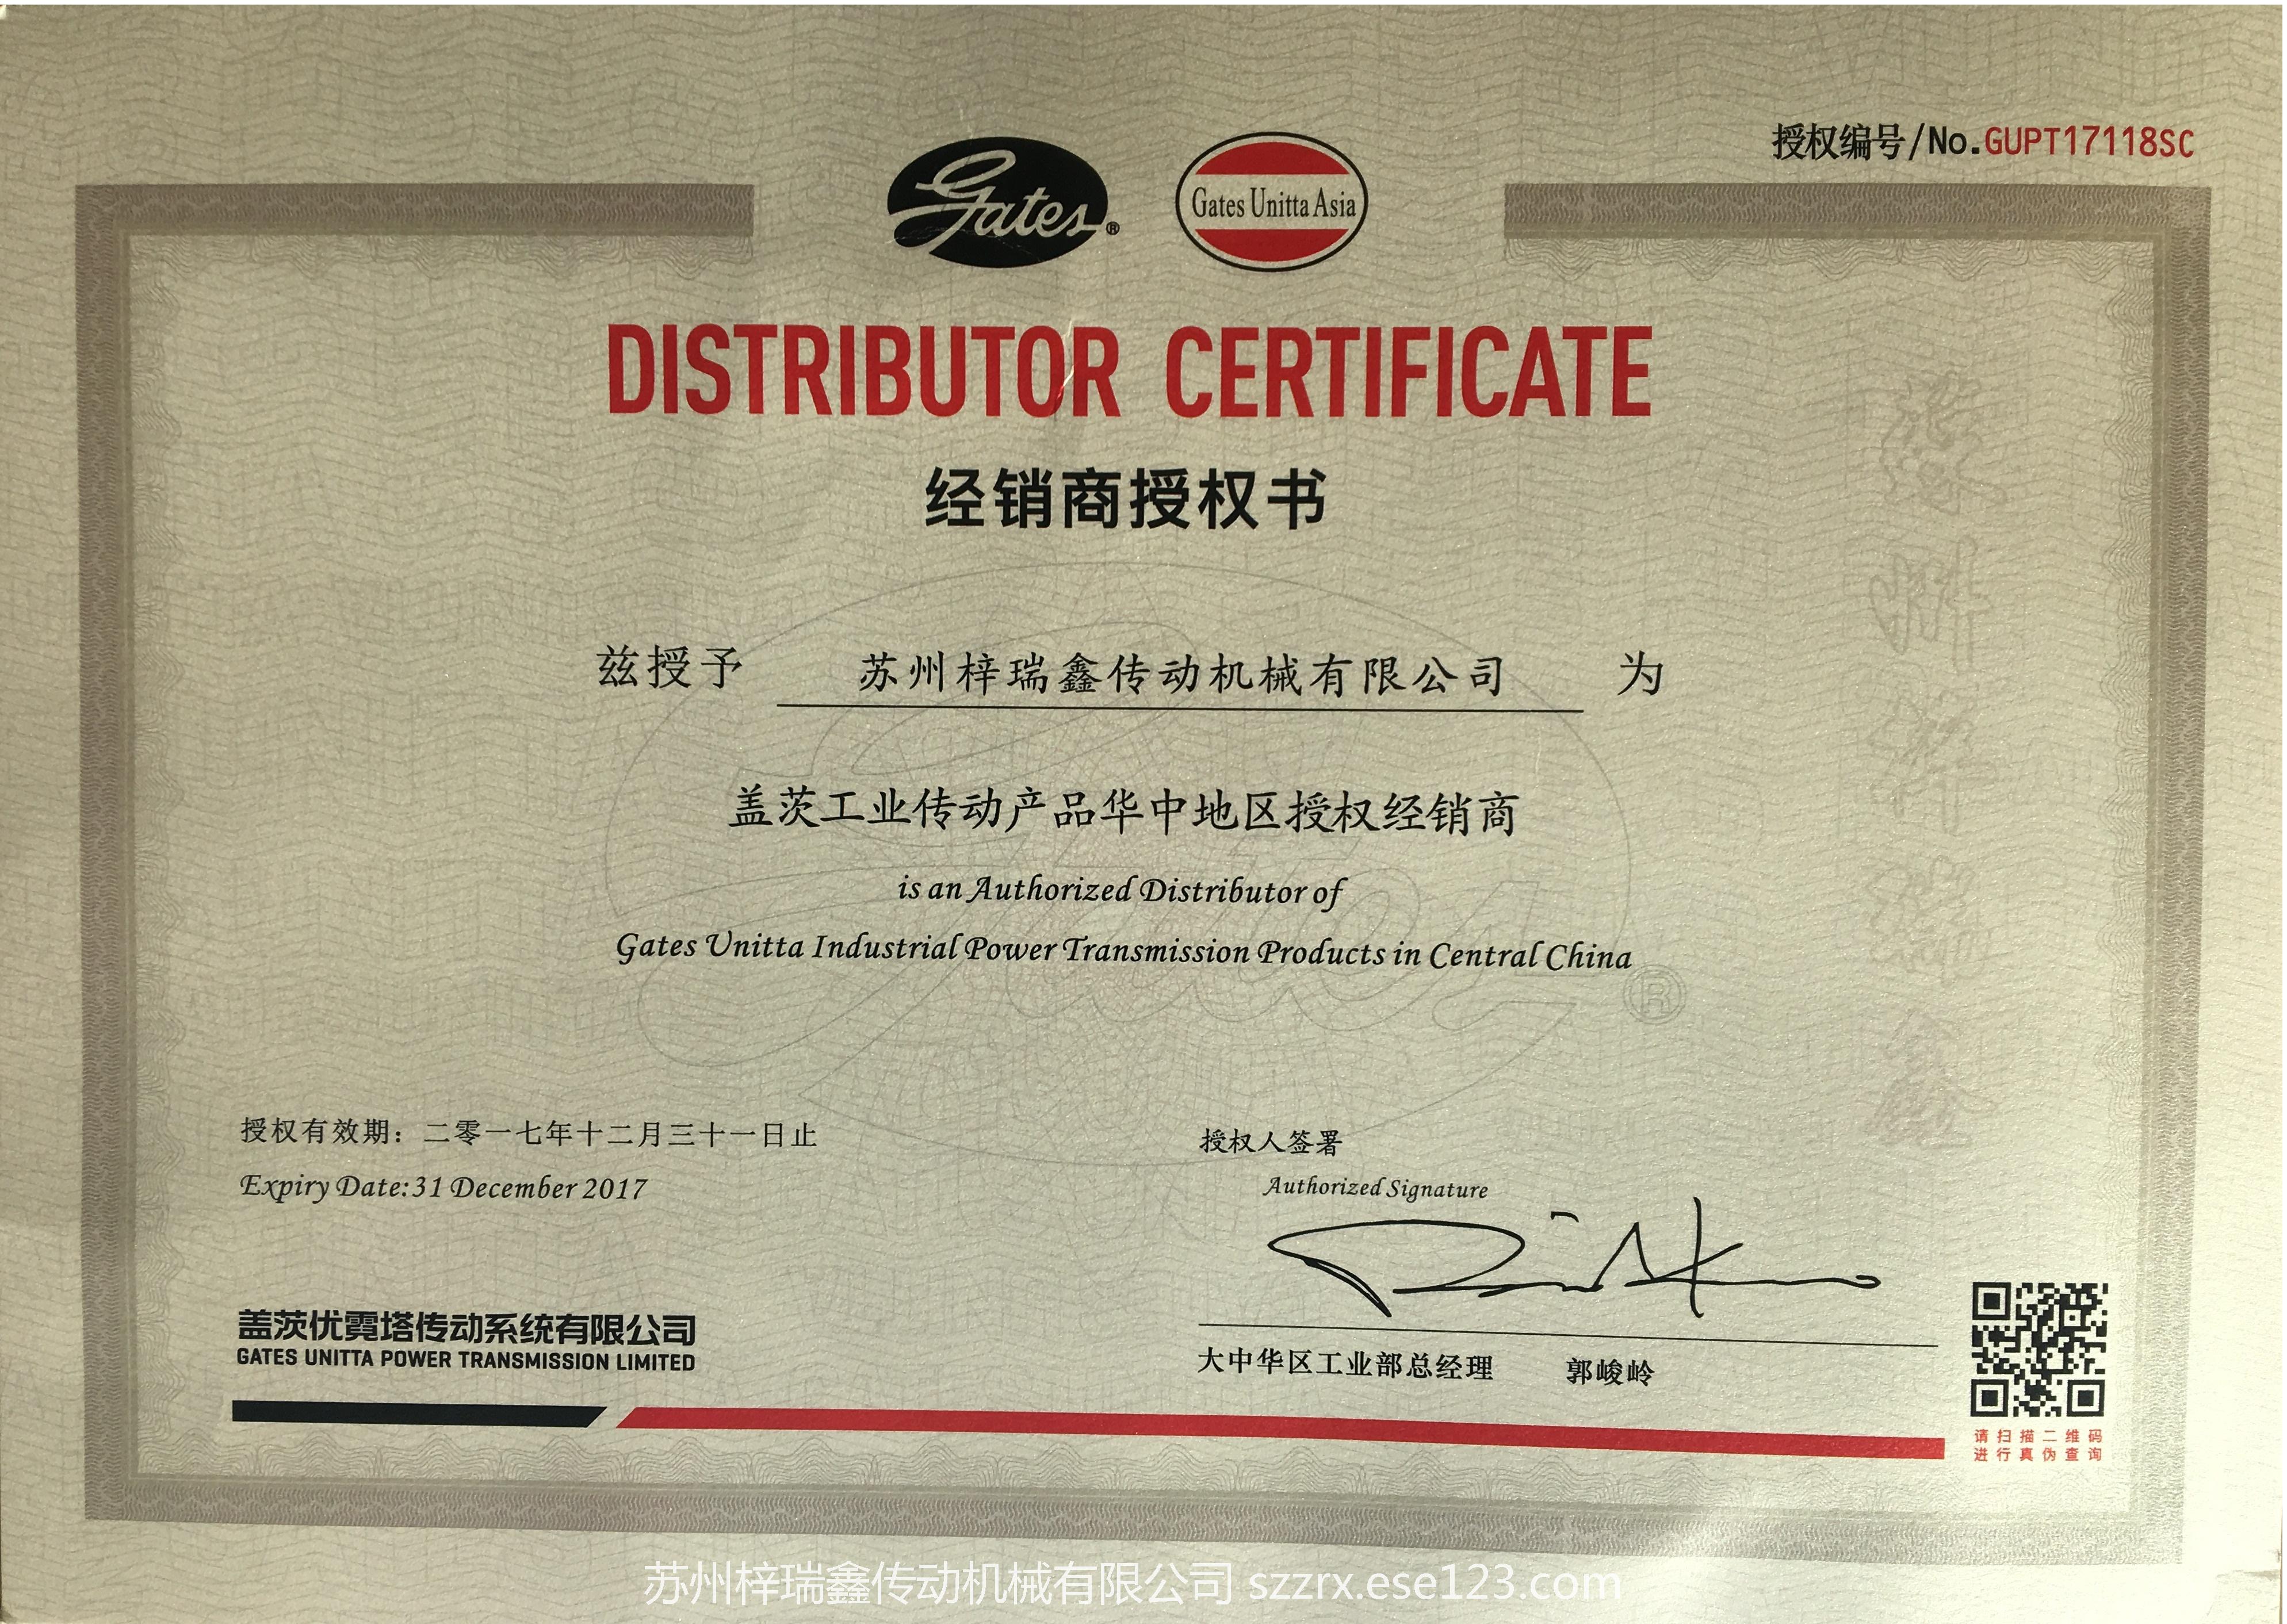 授权编号/No.GUPT17118SC
Gates®
Gates Unitta Asia
DISTRIBUTOR CERTIFICATE
经销商授权书
兹授予 苏州梓瑞鑫传动机械有限公司 为
盖茨工业传动产品华中地区授权经销商
is an Authorized Distributor of
Gates Unitta Industrial Power Transmission Products in Central China
授权有效期：二零一七年十二月三十一日止
Expiry Date:31 December 2017
授权人签署
Authorized Signature
盖茨优霓塔传动系统有限公司
GATES UNITTA POWER TRANSMISSION LIMITED
大中华区工业部总经理 郭峻岭
请扫描二维码
进行真伪查询
苏州梓瑞鑫传动机械有限公司 szzrx.ese123.com